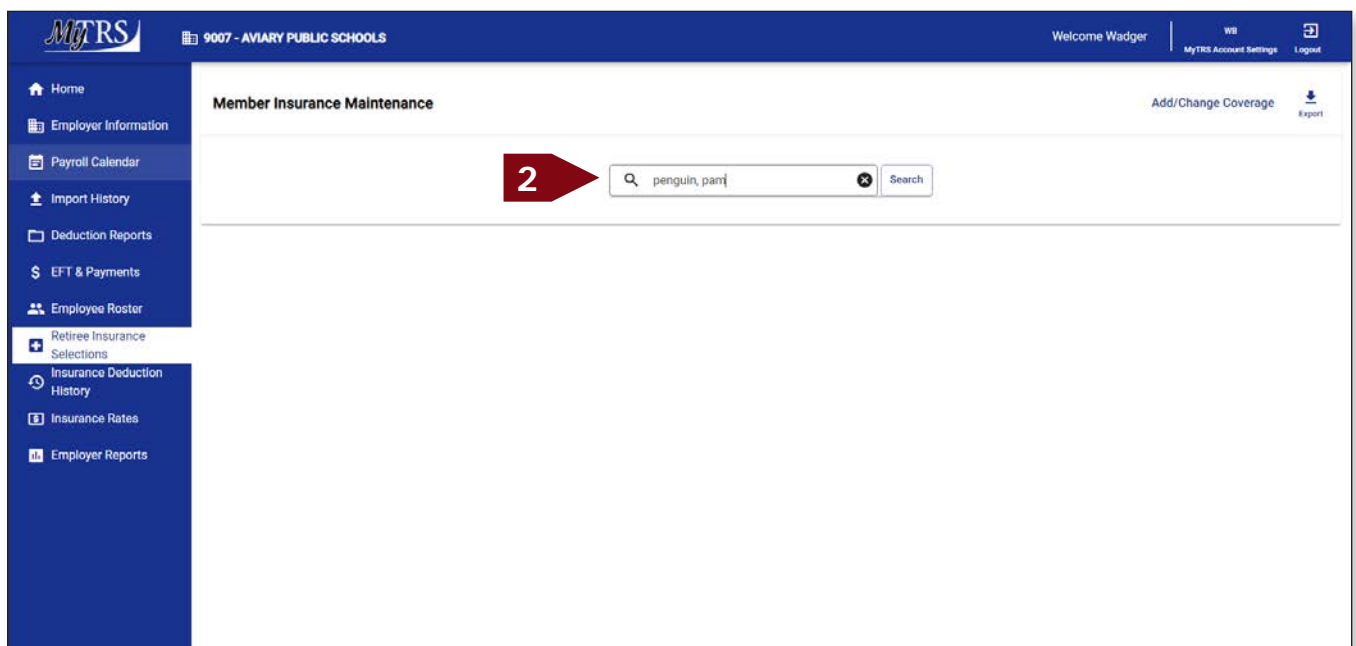 MyTRS
9007 - AVIARY PUBLIC SCHOOLS
Welcome Wadger
WB
MyTRS Account Settings
Logout
Home
Employer Information
Payroll Calendar
Import History
Deduction Reports
EFT & Payments
Employee Roster
Retiree Insurance
Selections
Insurance Deduction
History
Insurance Rates
Employer Reports
Member Insurance Maintenance
Add/Change Coverage
Export
2
penguin, pam
Search